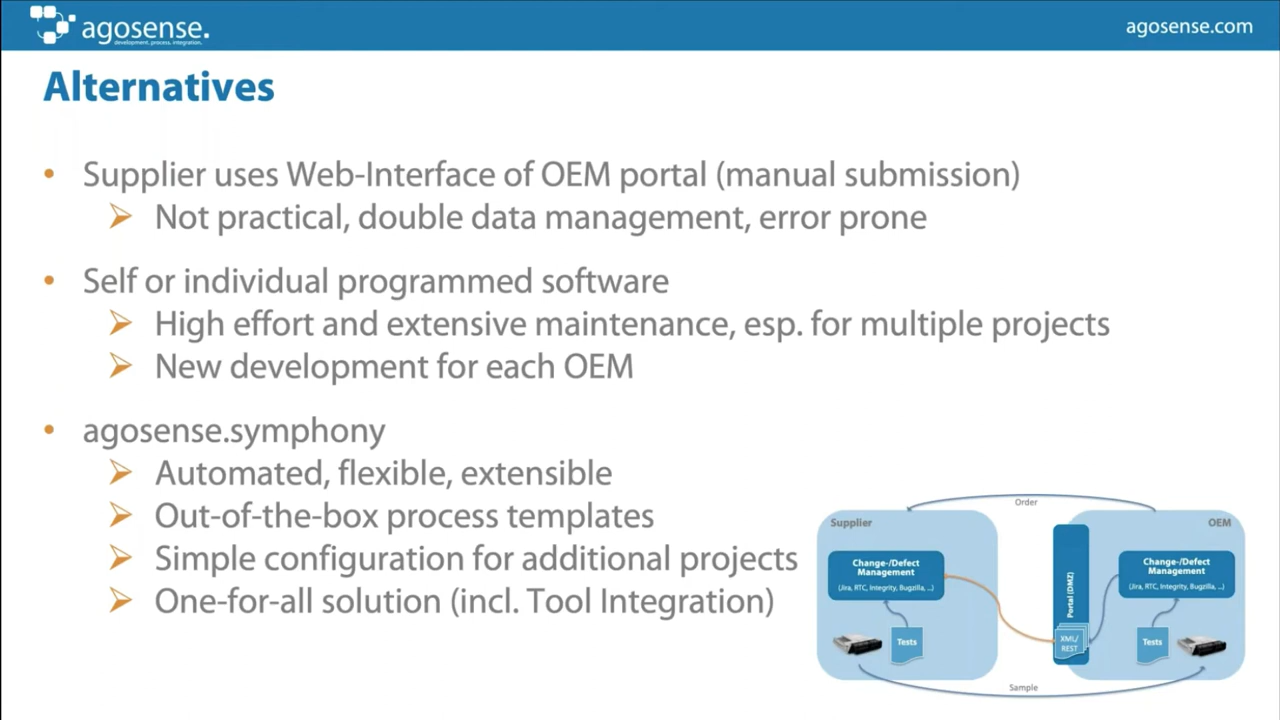 agosense.
development, process, integration.
agosense.com
Alternatives
• Supplier uses Web-Interface of OEM portal (manual submission)
➢ Not practical, double data management, error prone
• Self or individual programmed software
➢ High effort and extensive maintenance, esp. for multiple projects
➢ New development for each OEM
• agosense.symphony
➢ Automated, flexible, extensible
➢ Out-of-the-box process templates
➢ Simple configuration for additional projects
➢ One-for-all solution (incl. Tool Integration)
Order
Supplier
OEM
Change-/Defect
Management
(Jira, RTC, Integrity, Bugzilla, ...)
Portal (DMZ)
Change-/Defect
Management
(Jira, RTC, Integrity, Bugzilla, ...)
Tests
XML/
REST
Tests
Sample